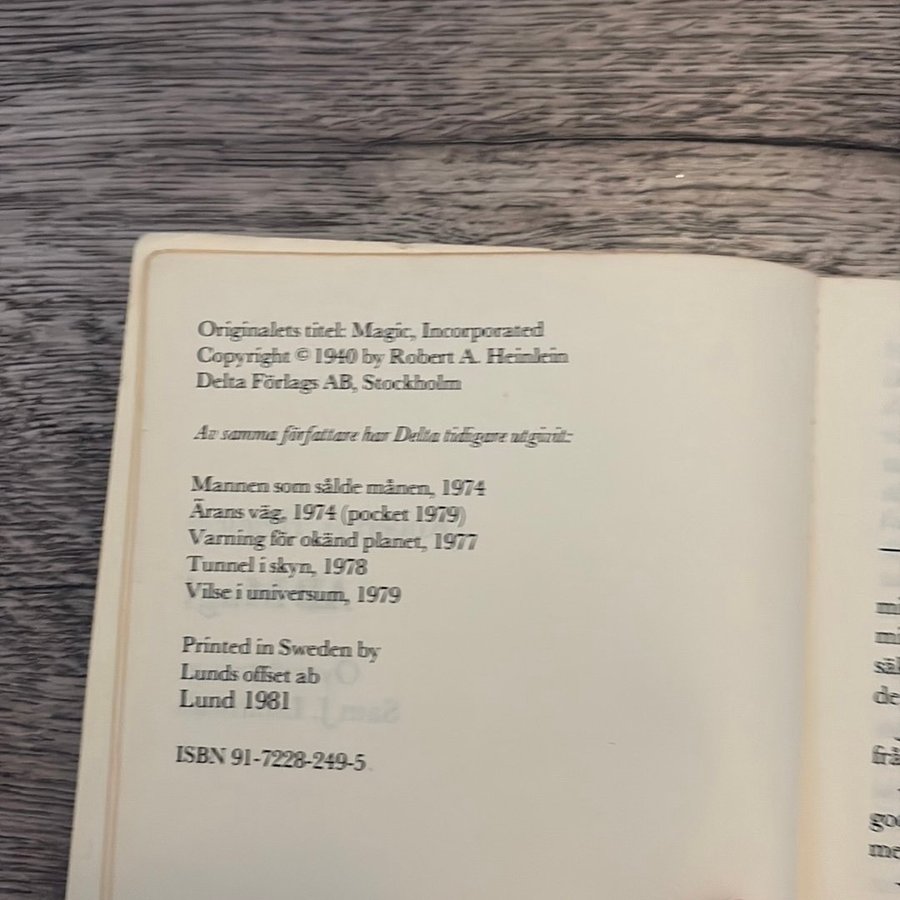 Originalets titel: Magic, Incorporated
Copyright © 1940 by Robert A. Heinlein
Delta Förlags AB, Stockholm
Av samma författare har Delta tidigare utgivit:
Mannen som sålde månen, 1974
Ärans väg, 1974 (pocket 1979)
Varning för okänd planet, 1977
Tunnel i skyn, 1978
Vilse i universum, 1979
Printed in Sweden by
Lunds offset ab
Lund 1981
ISBN 91-7228-249-5